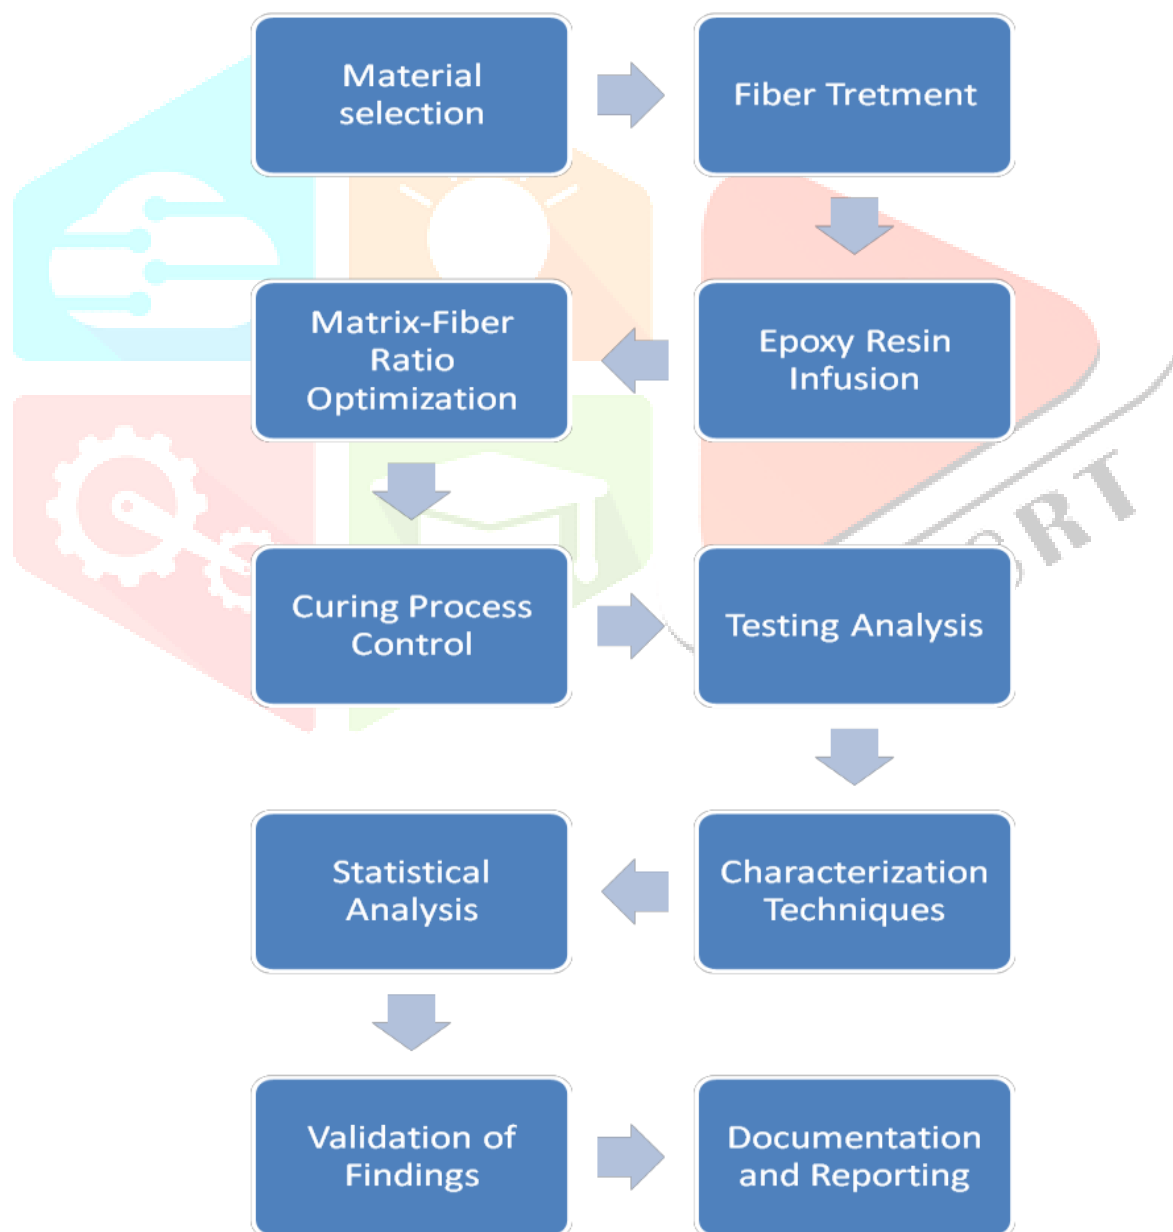 Material
selection
Fiber Tretment
Epoxy Resin
Infusion
Matrix-Fiber
Ratio
Optimization
Curing Process
Control
Testing Analysis
Characterization
Techniques
Statistical
Analysis
Validation of
Findings
Documentation
and Reporting